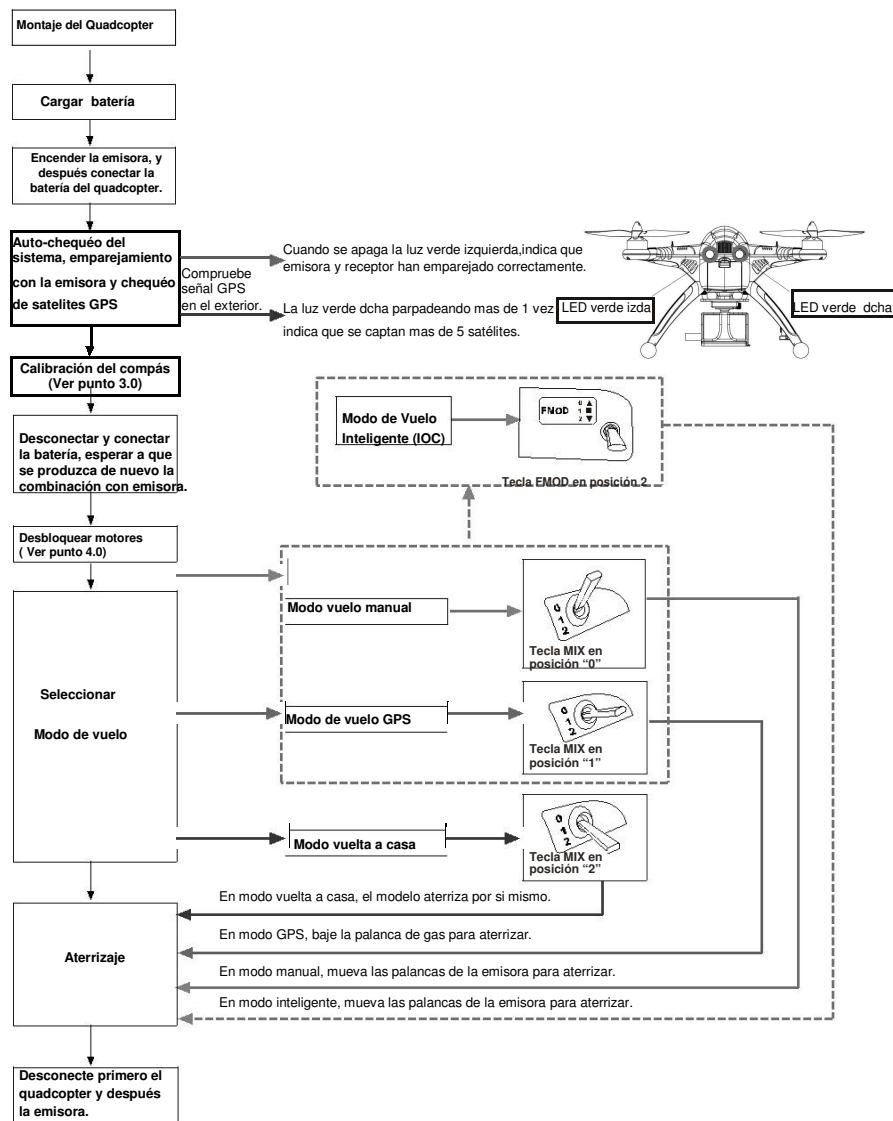 Montaje del Quadcopter
Cargar batería
Encender la emisora, y
después conectar la
batería del quadcopter.
Auto-chequéo del
sistema, emparejamiento
con la emisora y chequéo
de satelites GPS
Compruebe
señal GPS
en el exterior.
Cuando se apaga la luz verde izquierda,indica que
emisora y receptor han emparejado correctamente.
La luz verde dcha parpadeando mas de 1 vez
indica que se captan mas de 5 satélites.
LED verde izda
LED verde dcha
Calibración del compás
(Ver punto 3.0)
Desconectar y conectar
la batería, esperar a que
se produzca de nuevo la
combinación con emisora.
Modo de Vuelo
Inteligente (IOC)
FMOD
0 ▲
1 ■
2 ▼
Tecla FMOD en posición 2
Desbloquear motores
( Ver punto 4.0)
Seleccionar
Modo de vuelo
Modo vuelo manual
0
1
2
Tecla MIX en
posición “0”
Modo de vuelo GPS
0
1
2
Tecla MIX en
posición “1”
Modo vuelta a casa
0
1
2
Tecla MIX en
posición “2”
Aterrizaje
En modo vuelta a casa, el modelo aterriza por si mismo.
En modo GPS, baje la palanca de gas para aterrizar.
En modo manual, mueva las palancas de la emisora para aterrizar.
En modo inteligente, mueva las palancas de la emisora para aterrizar.
Desconecte primero el
quadcopter y después
la emisora.